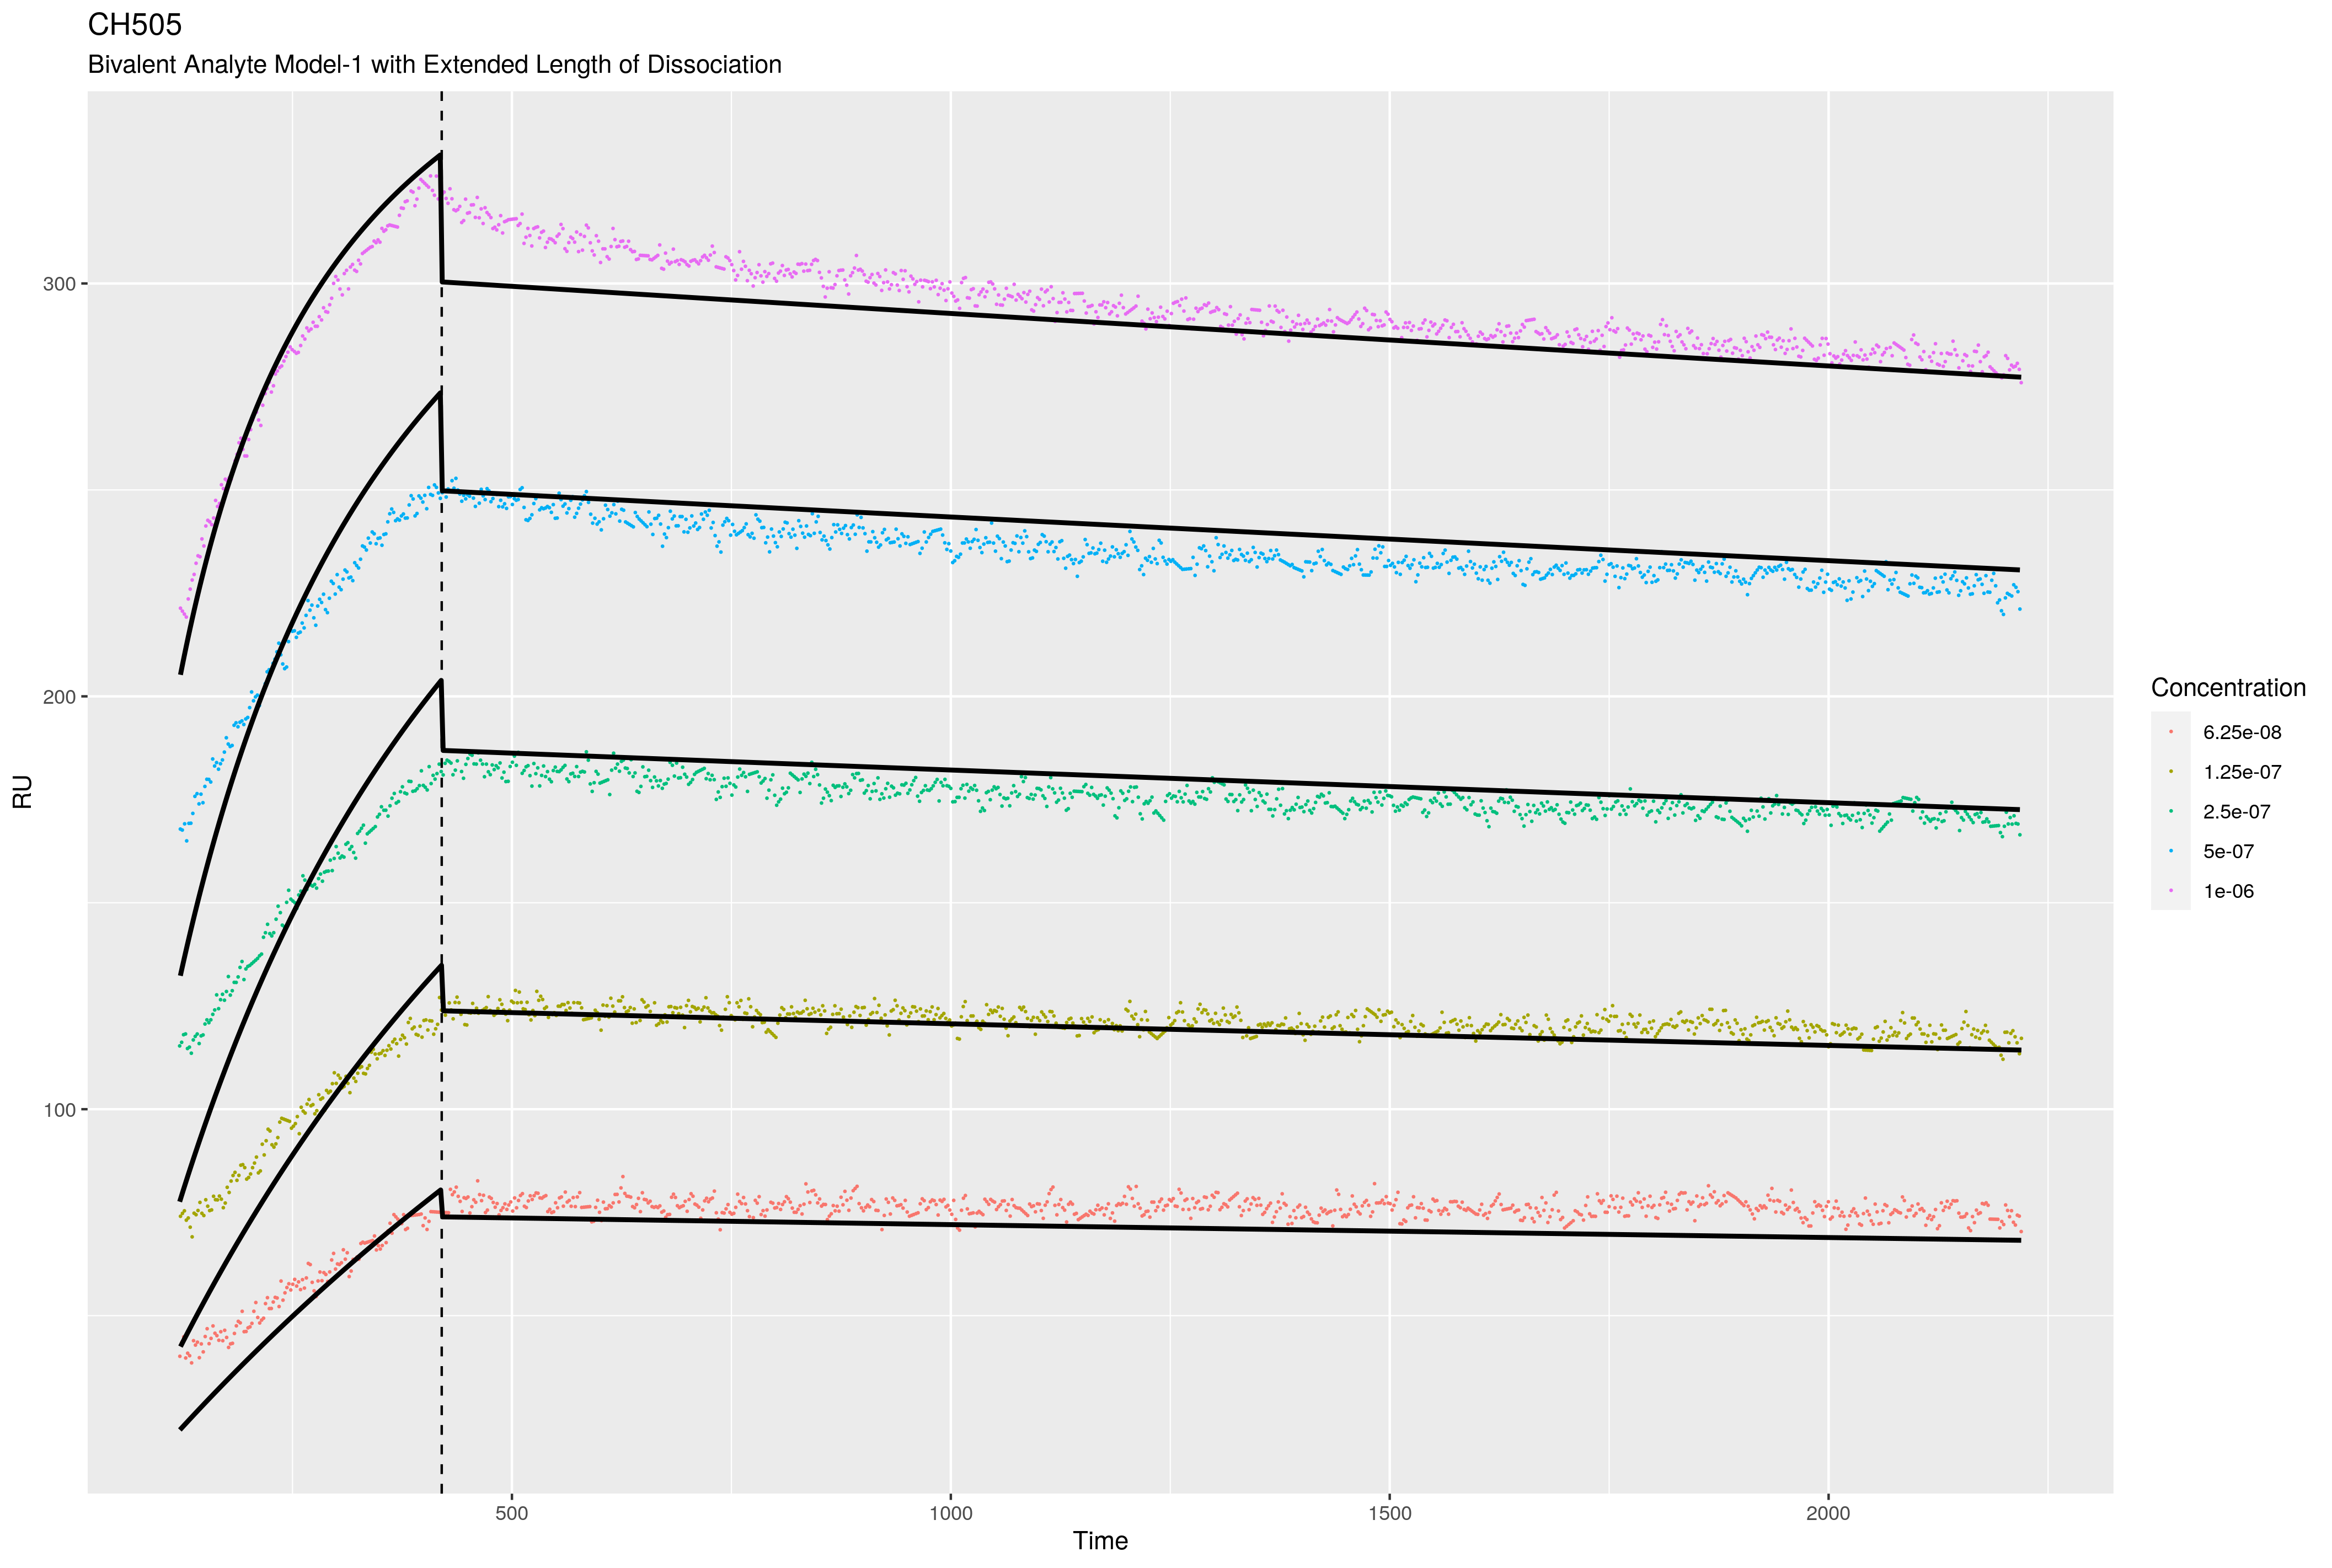 CH505
Bivalent Analyte Model-1 with Extended Length of Dissociation
300
200
100
RU
500
1000
1500
2000
Time
Concentration
6.25e-08
1.25e-07
2.5e-07
5e-07
1e-06